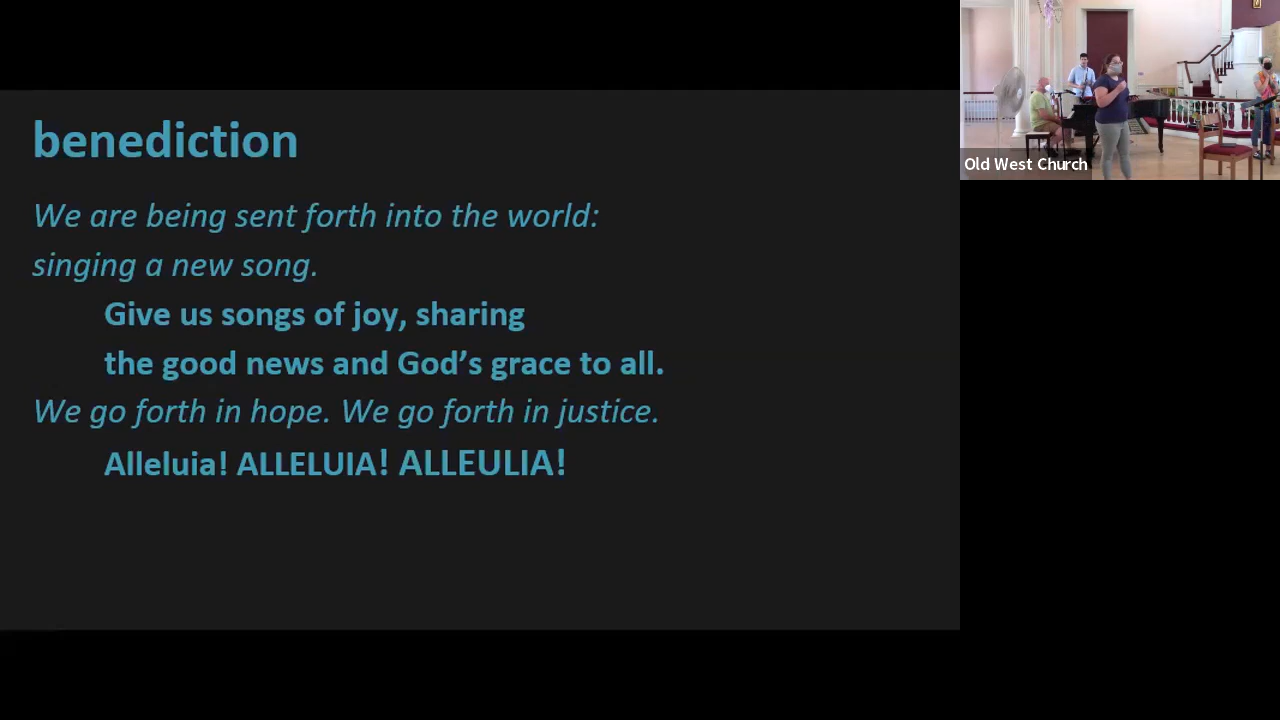 benediction
We are being sent forth into the world:
singing a new song.
Give us songs of joy, sharing
the good news and God’s grace to all.
We go forth in hope. We go forth in justice.
Alleluia! ALLELUIA! ALLEULIA!
Old West Church